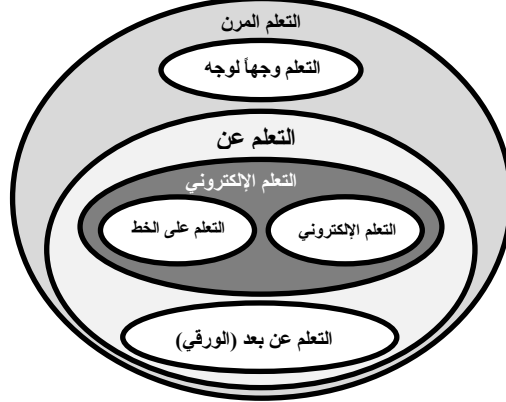 التعلم المرن
التعلم وجهاً لوجه
التعلم عن
التعلم الإلكتروني
التعلم الإلكتروني
التعلم على الخط
التعلم عن بعد (الورقي)